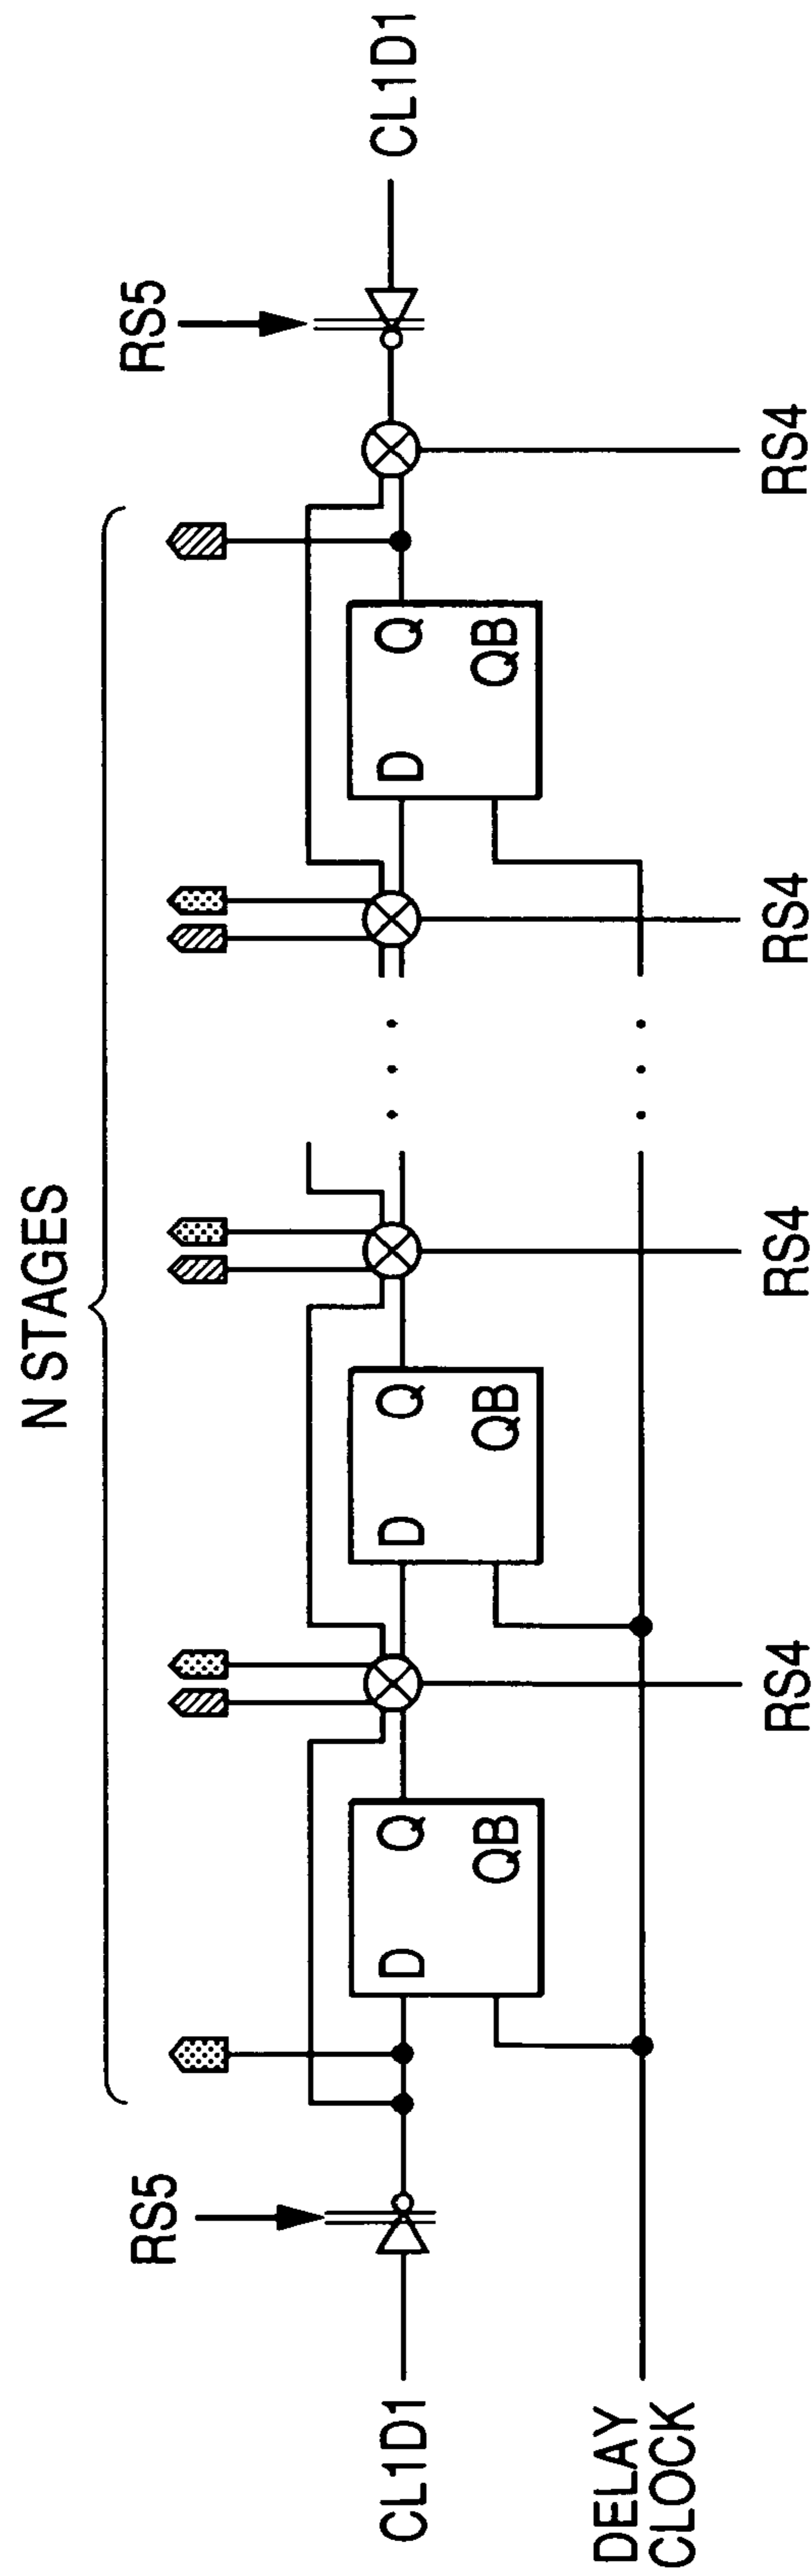 N STAGES
RS5
RS5
CL1D1
D
Q
QB
D
Q
QB
D
Q
QB
CL1D1
DELAY
CLOCK
RS4
RS4
RS4
RS4